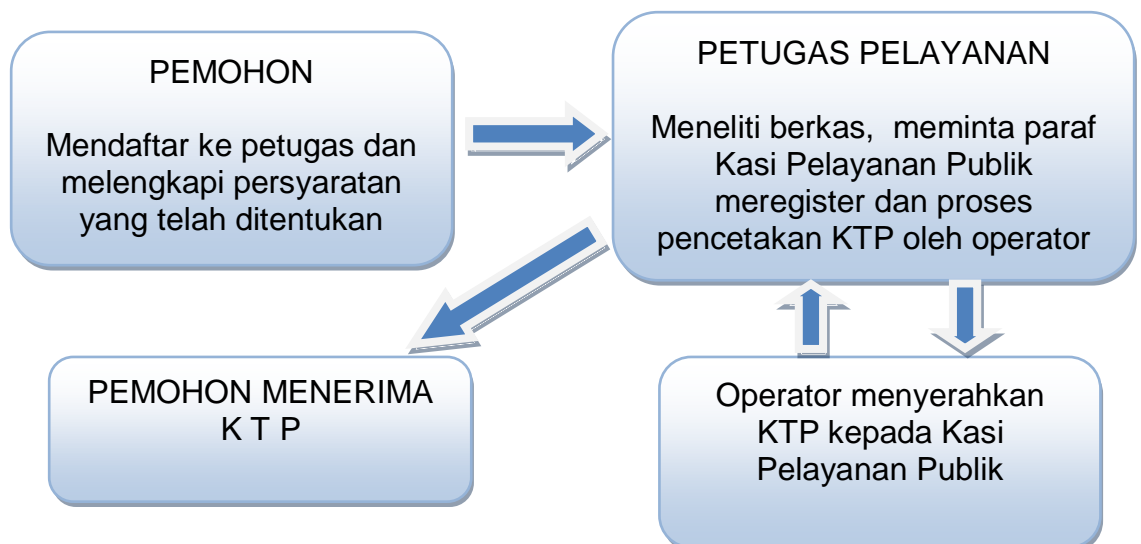 PEMOHON
Mendaftar ke petugas dan
melengkapi persyaratan
yang telah ditentukan
PETUGAS PELAYANAN
Meneliti berkas,  meminta paraf
Kasi Pelayanan Publik
meregister dan proses
pencetakan KTP oleh operator
PEMOHON MENERIMA
K T P
Operator menyerahkan
KTP kepada Kasi
Pelayanan Publik